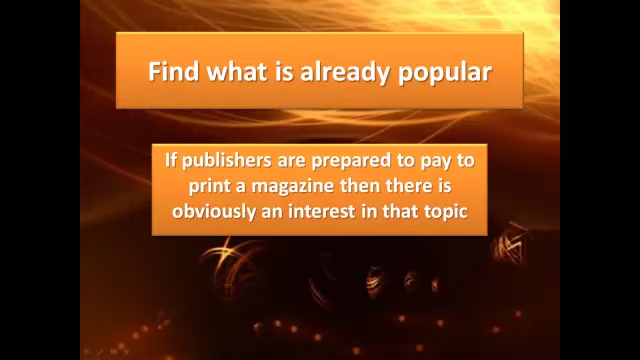 Find what is already popular
If publishers are prepared to pay to
print a magazine then there is
obviously an interest in that topic